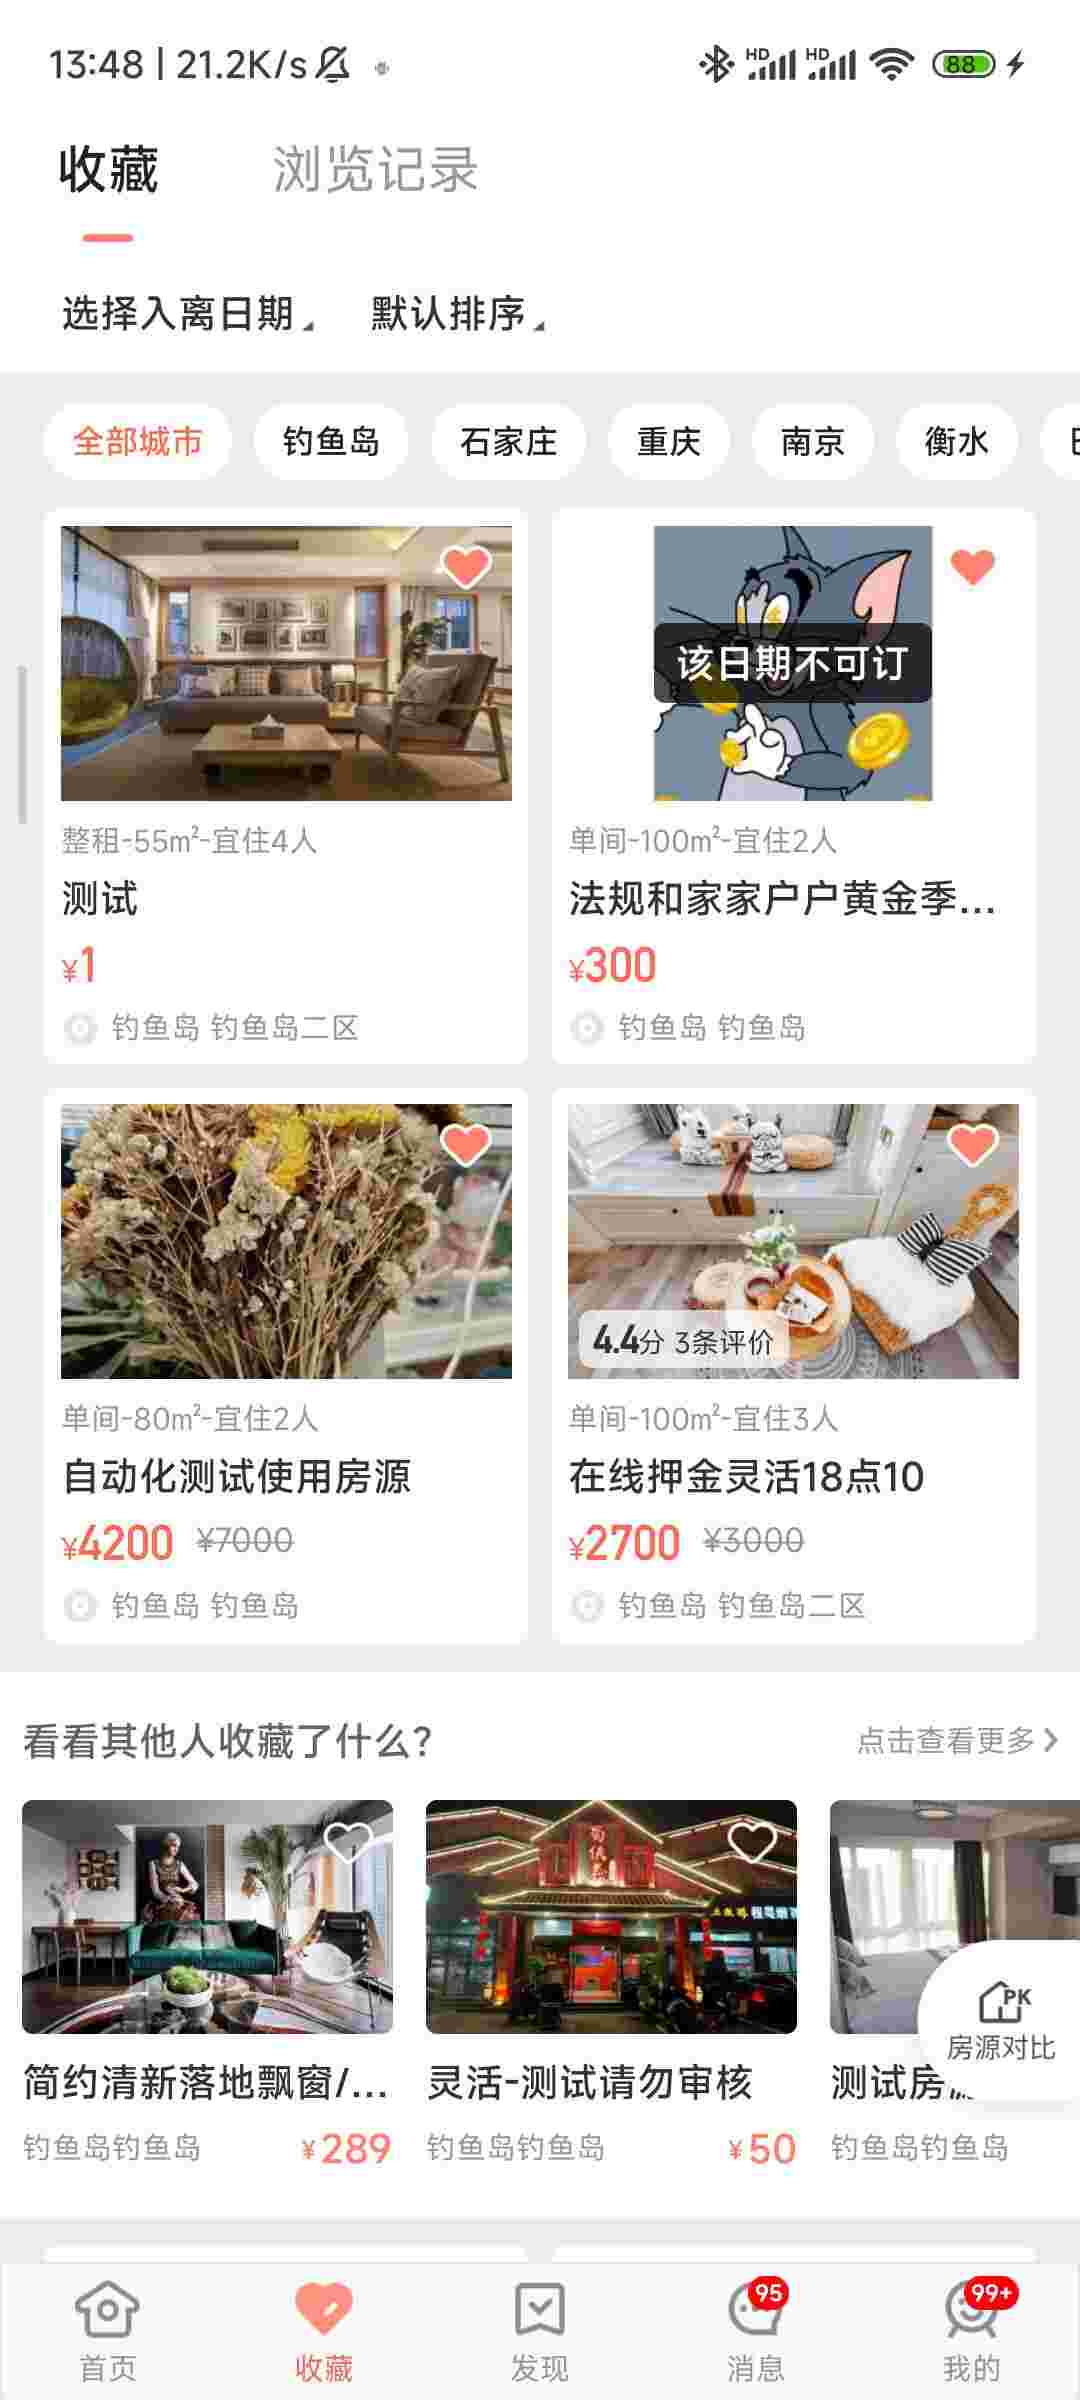 13:48 | 21.2K/s
HD HD 88
收藏 浏览记录
选择入离日期 默认排序
全部城市 钓鱼岛 石家庄 重庆 南京 衡水
该日期不可订
整租-55m²-宜住4人
测试
¥1
钓鱼岛 钓鱼岛二区
单间-100m²-宜住2人
法规和家家户户黄金季...
¥300
钓鱼岛 钓鱼岛
单间-80m²-宜住2人
自动化测试使用房源
¥4200 ¥7000
钓鱼岛 钓鱼岛
4.4分 3条评价
单间-100m²-宜住3人
在线押金灵活18点10
¥2700 ¥3000
钓鱼岛 钓鱼岛二区
看看其他人收藏了什么?
点击查看更多
简约清新落地飘窗/...
钓鱼岛钓鱼岛 ¥289
灵活-测试请勿审核
钓鱼岛钓鱼岛 ¥50
测试房
钓鱼岛钓鱼岛
PK
房源对比
95 99+
首页 收藏 发现 消息 我的